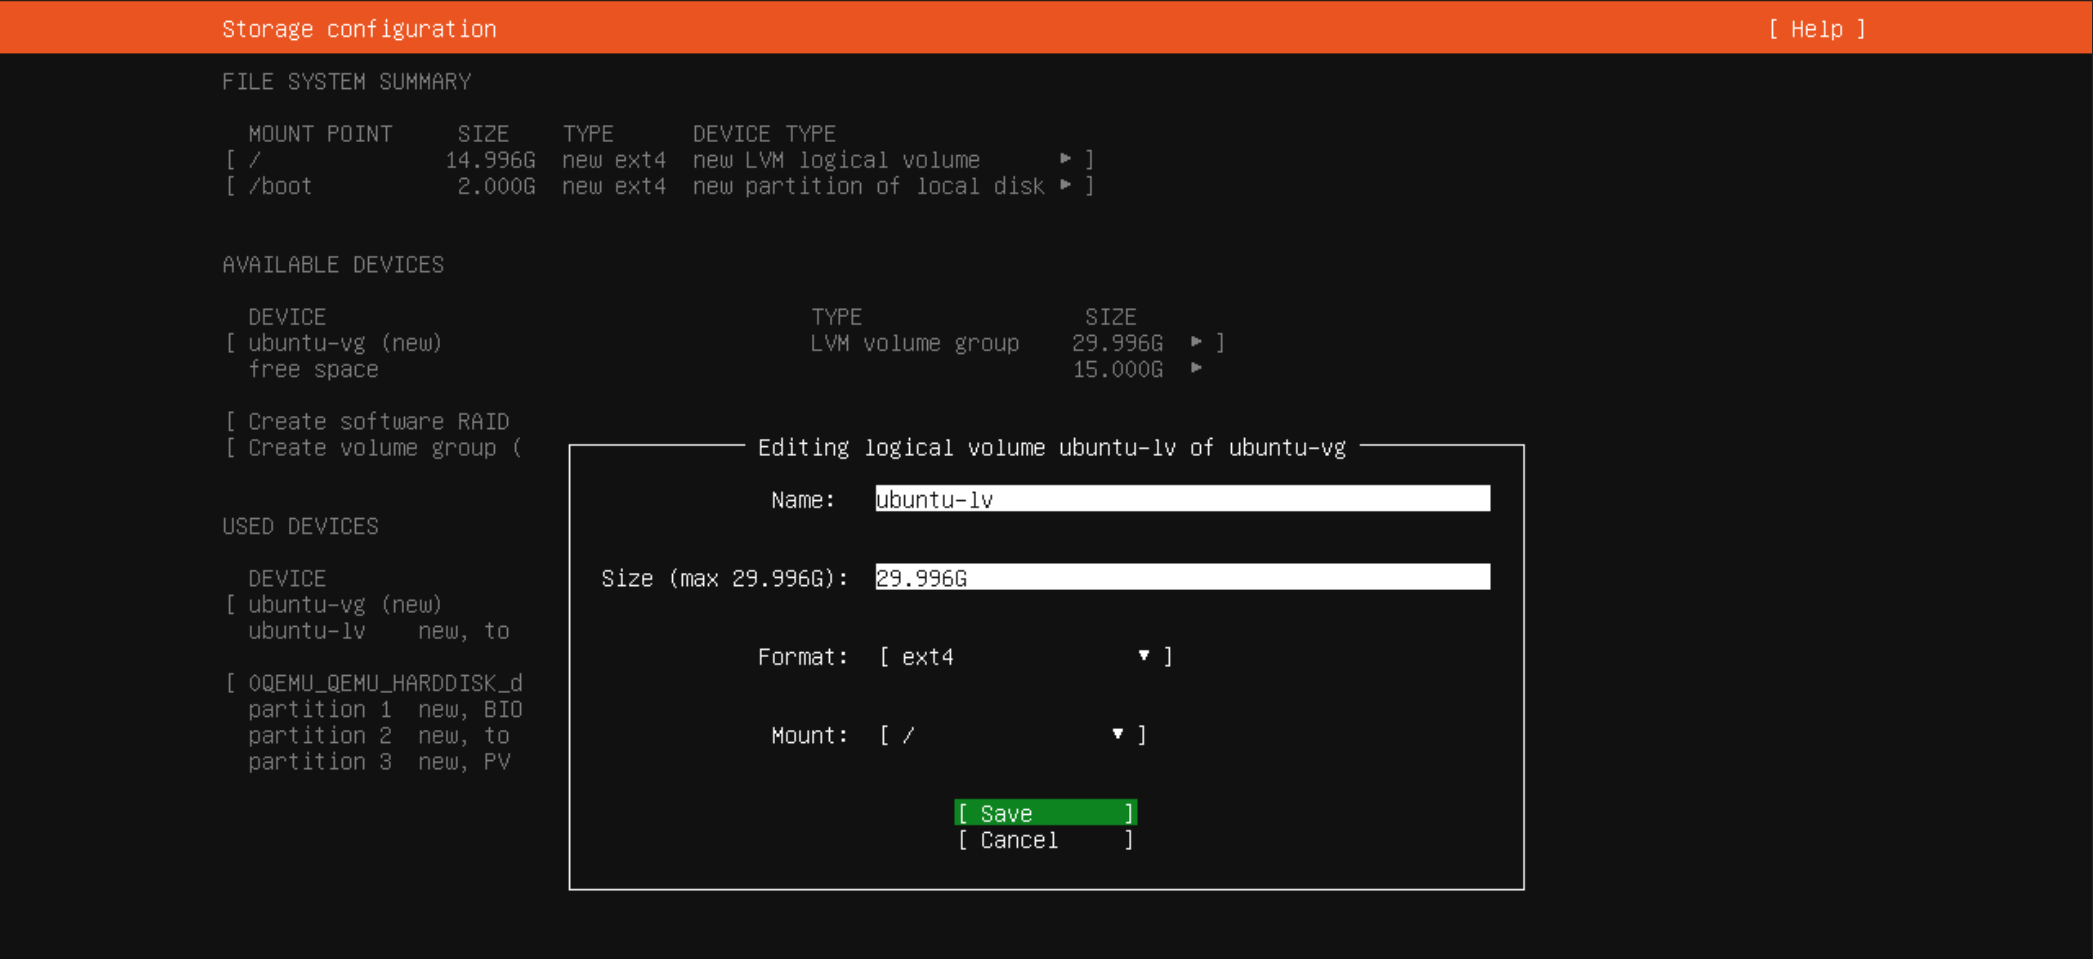 Storage configuration [ Help ]
FILE SYSTEM SUMMARY
MOUNT POINT SIZE TYPE DEVICE TYPE
[ / 14.996G new ext4 new LVM logical volume ▸ ]
[ /boot 2.000G new ext4 new partition of local disk ▸ ]
AVAILABLE DEVICES
DEVICE TYPE SIZE
[ ubuntu-vg (new) LVM volume group 29.996G ▸ ]
free space 15.000G ▸
[ Create software RAID
[ Create volume group (
USED DEVICES
DEVICE
[ ubuntu-vg (new)
ubuntu-lv new, to
[ 0QEMU_QEMU_HARDDISK_d
partition 1 new, BIO
partition 2 new, to
partition 3 new, PV
Editing logical volume ubuntu-lv of ubuntu-vg
Name: ubuntu-lv
Size (max 29.996G): 29.996G
Format: [ ext4 ▾ ]
Mount: [ / ▾ ]
[ Save ]
[ Cancel ]